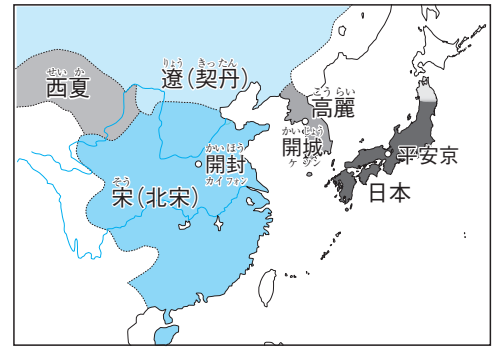 せいか
西夏
りょう きったん
遼(契丹)
こうらい
高麗
かいじょう
開城
ケソン
かいほう
開封
カイフォン
そう
宋(北宋)
平安京
日本